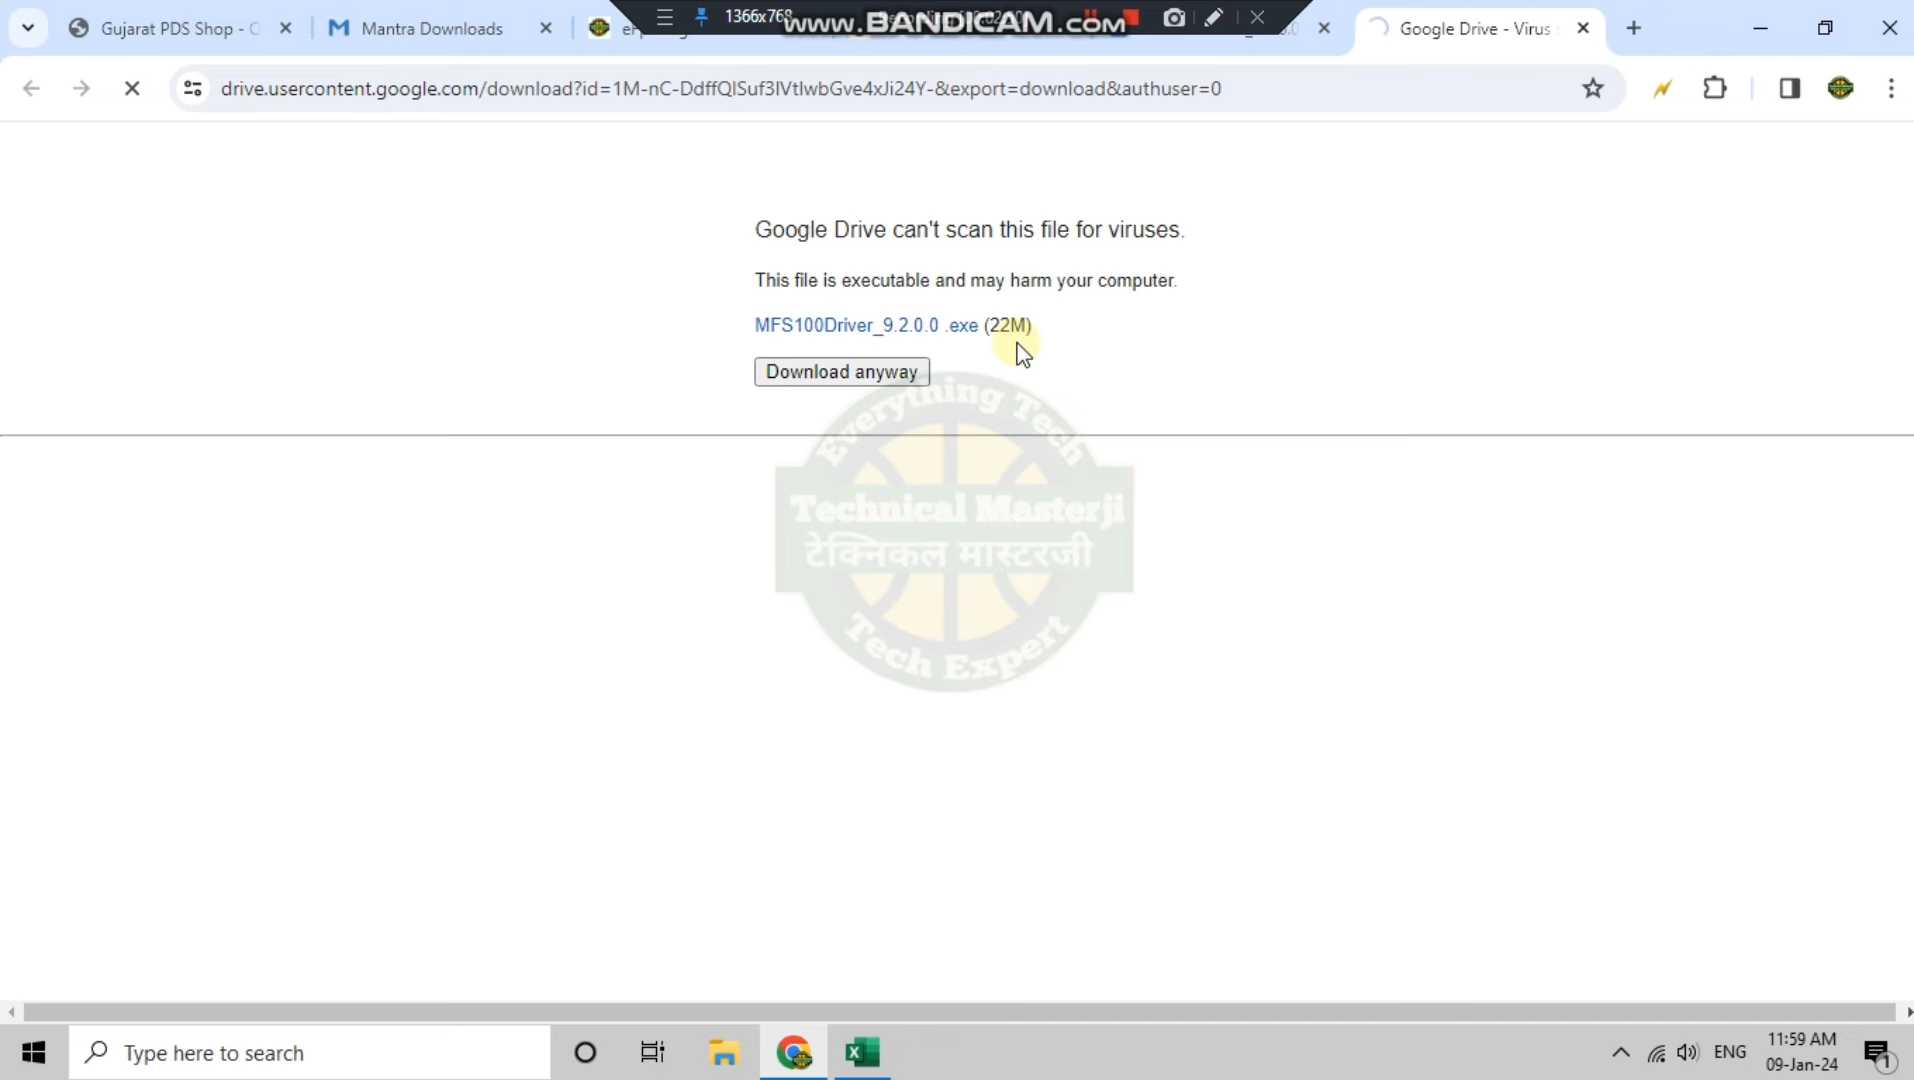 Gujarat PDS Shop - 
Mantra Downloads
1366x768
www.BANDICAM.com
Google Drive - Virus
drive.usercontent.google.com/download?id=1M-nC-DdffQlSuf3lVtlwbGve4xJi24Y-&export=download&authuser=0
Google Drive can't scan this file for viruses.
This file is executable and may harm your computer.
MFS100Driver_9.2.0.0 .exe (22M)
Download anyway
Everything Tech
Technical Masterji
टेक्निकल मास्टरजी
Tech Expert
Type here to search
ENG
11:59 AM
09-Jan-24
1